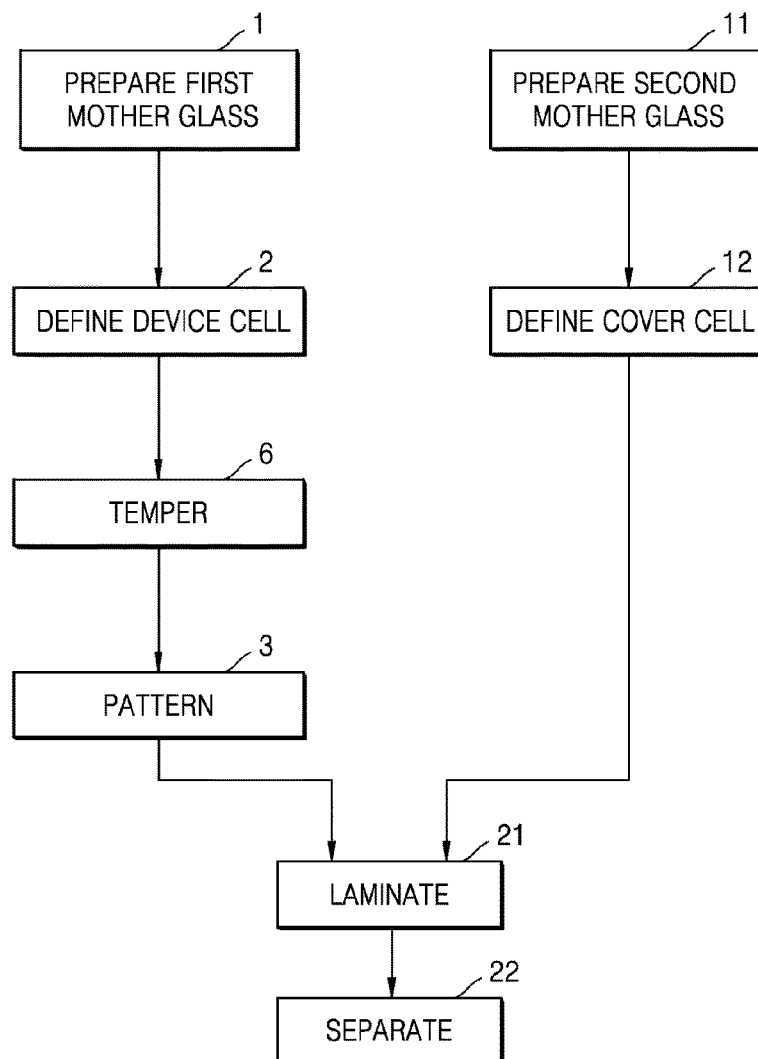 1
PREPARE FIRST
MOTHER GLASS
11
PREPARE SECOND
MOTHER GLASS
2
DEFINE DEVICE CELL
12
DEFINE COVER CELL
6
TEMPER
3
PATTERN
21
LAMINATE
22
SEPARATE